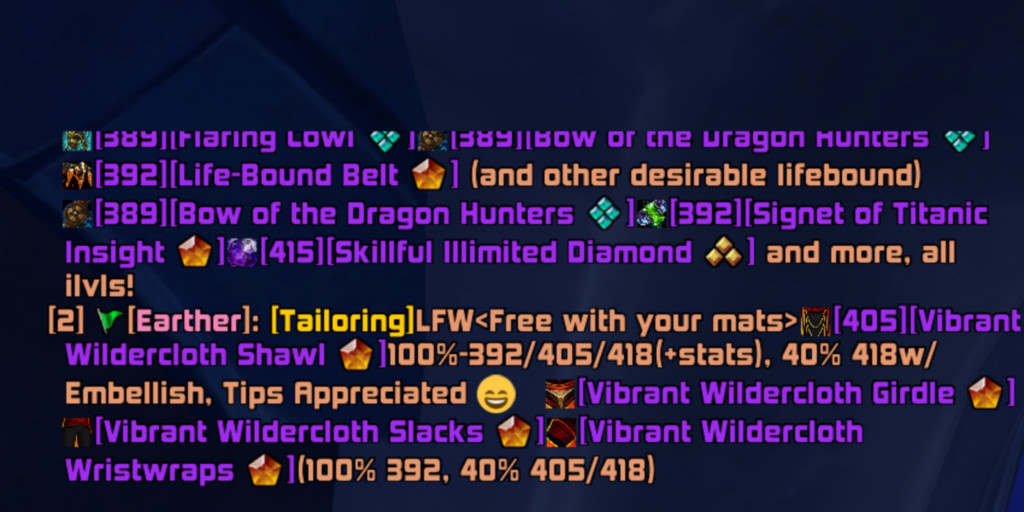 [389][Flaring Cowl ][389][Bow of the Dragon Hunters ]
[392][Life-Bound Belt ] (and other desirable lifebound)
[389][Bow of the Dragon Hunters ][392][Signet of Titanic
Insight ][415][Skillful Illimited Diamond ] and more, all
ilvls!
[2] [Earther]: [Tailoring]LFW<Free with your mats>[405][Vibrant
Wildercloth Shawl ]100%-392/405/418(+stats), 40% 418w/
Embellish, Tips Appreciated 😄 [Vibrant Wildercloth Girdle ]
[Vibrant Wildercloth Slacks ][Vibrant Wildercloth
Wristwraps ](100% 392, 40% 405/418)